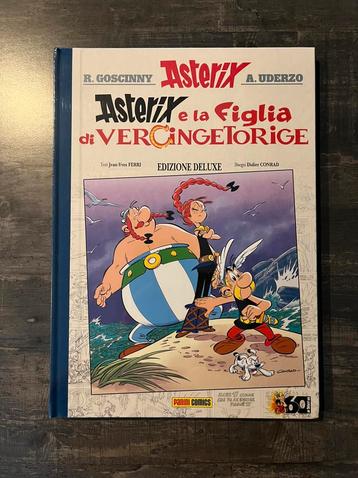 R. GOSCINNY Asterix A. UDERZO
Asterix e la Figlia
di VERCINGETORIGE
Testi Jean-Yves FERRI EDIZIONE DELUXE Disegni Didier CONRAD
CONRAD
PANINI COMICS
60